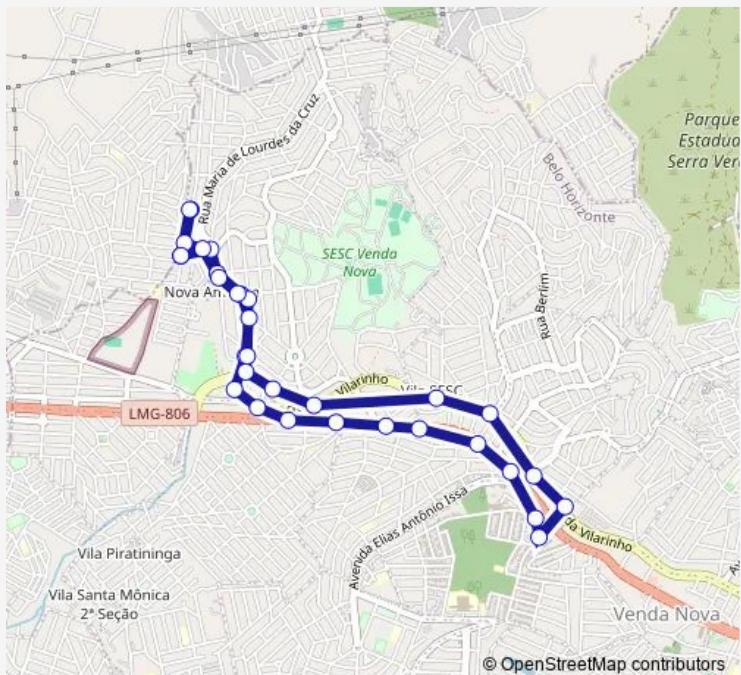 Rua Maria de Lourdes da Cruz
Parque
Estadua
Serra Ver
Belo Horizonte
SESC Venda
Nova
Nova Am
Rua Berlim
Vilarinho
Vila SESC
LMG-806
Avenida Elias Antônio Issa
da Vilarinho
Av
Vila Piratininga
Vila Santa Mônica
2ª Seção
Venda Nova
© OpenStreetMap contributors